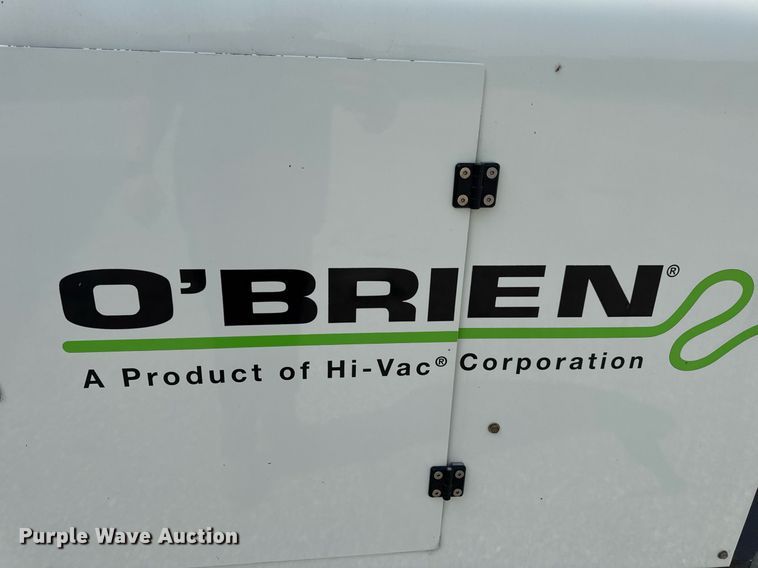 O'BRIEN®
A Product of Hi-Vac® Corporation
Purple Wave Auction